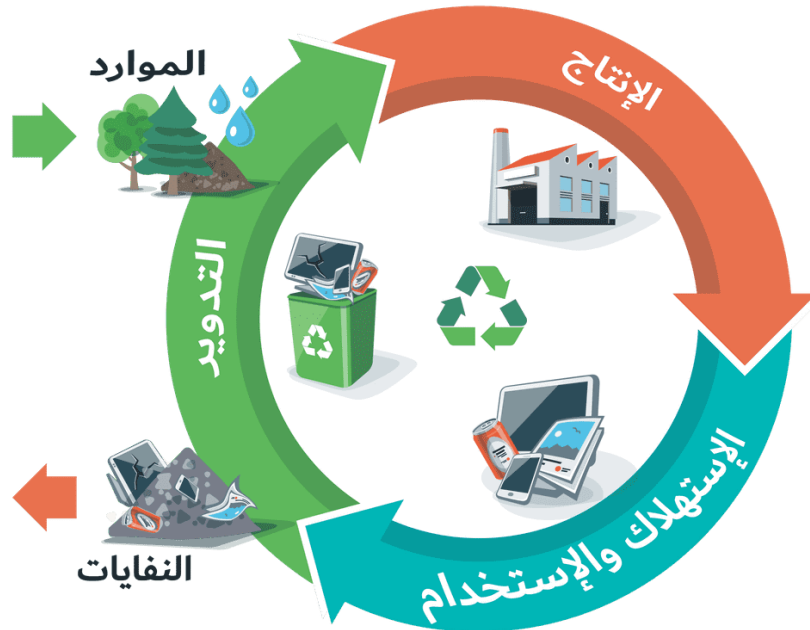 الموارد
الإنتاج
التدوير
الإستهلاك والإستخدام
النفايات